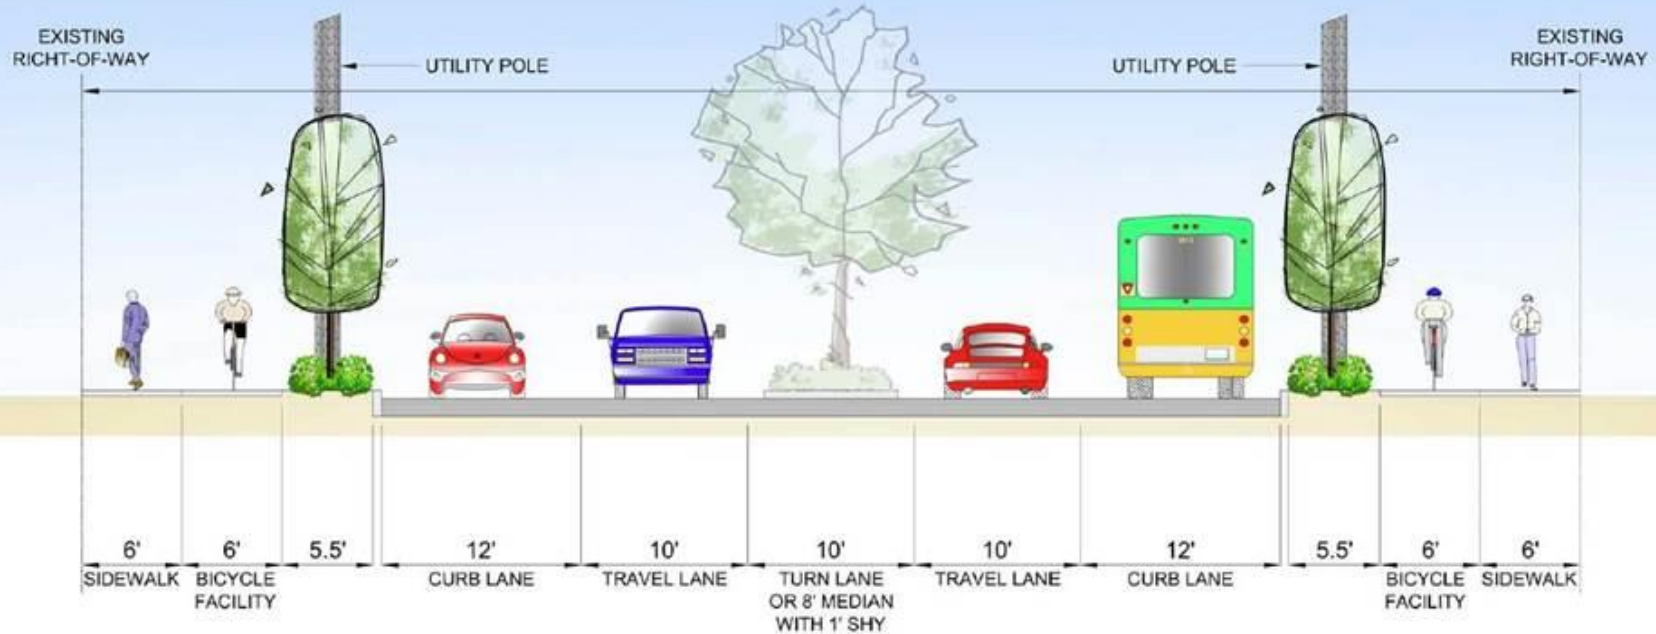 EXISTING
RICHT-OF-WAY
UTILITY POLE
UTILITY POLE
EXISTING
RIGHT-OF-WAY
6'
6'
5.5'
12'
10'
10'
10'
12'
5.5'
6'
6'
SIDEWALK
BICYCLE
FACILITY
CURB LANE
TRAVEL LANE
TURN LANE
OR 8' MEDIAN
WITH 1' SHY
TRAVEL LANE
CURB LANE
BICYCLE
FACILITY
SIDEWALK